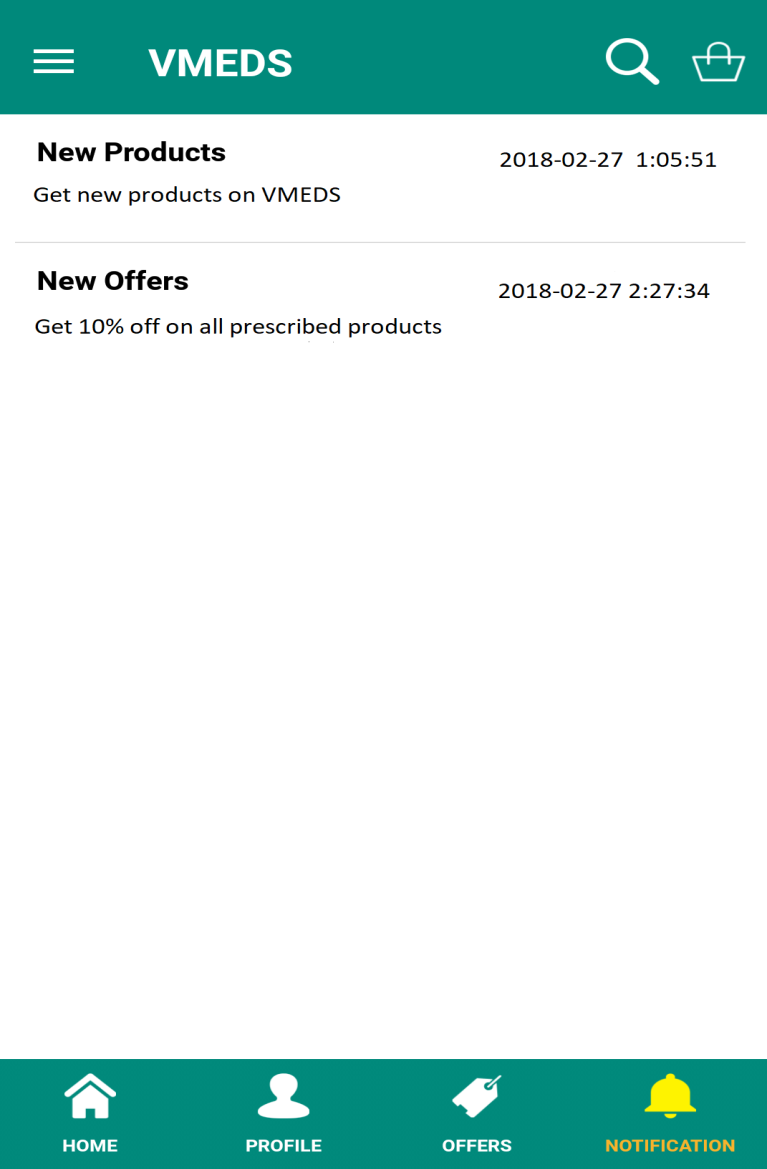 VMEDS
New Products
2018-02-27 1:05:51
Get new products on VMEDS
New Offers
2018-02-27 2:27:34
Get 10% off on all prescribed products
HOME PROFILE OFFERS NOTIFICATION